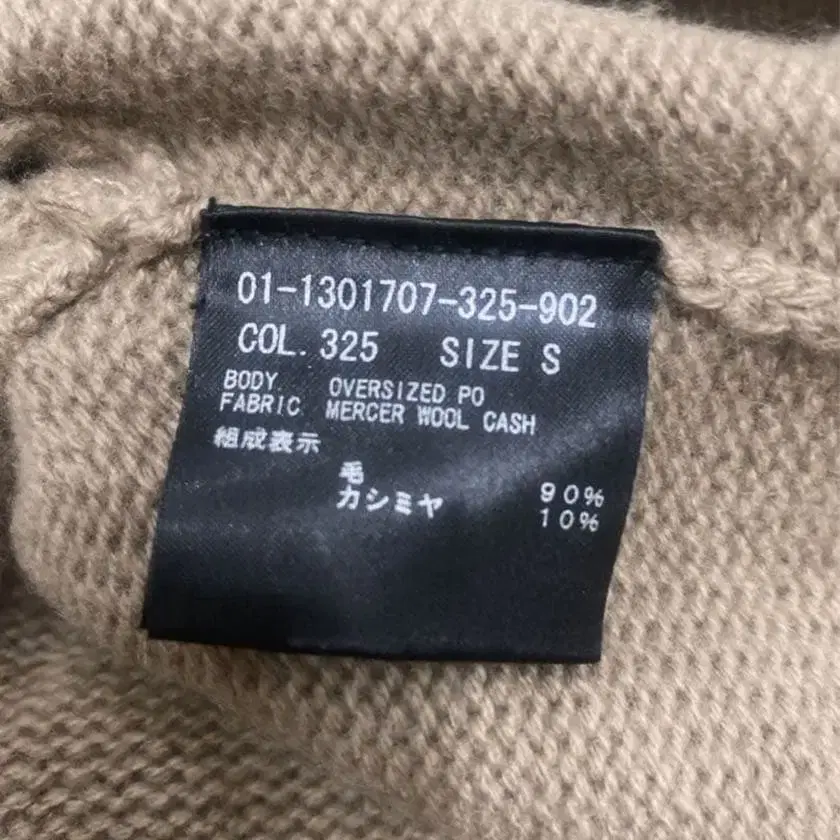 01-1301707-325-902
COL. 325 SIZE S
BODY. OVERSIZED PO
FABRIC MERCER WOOL CASH
組成表示
毛 90%
カシミヤ 10%